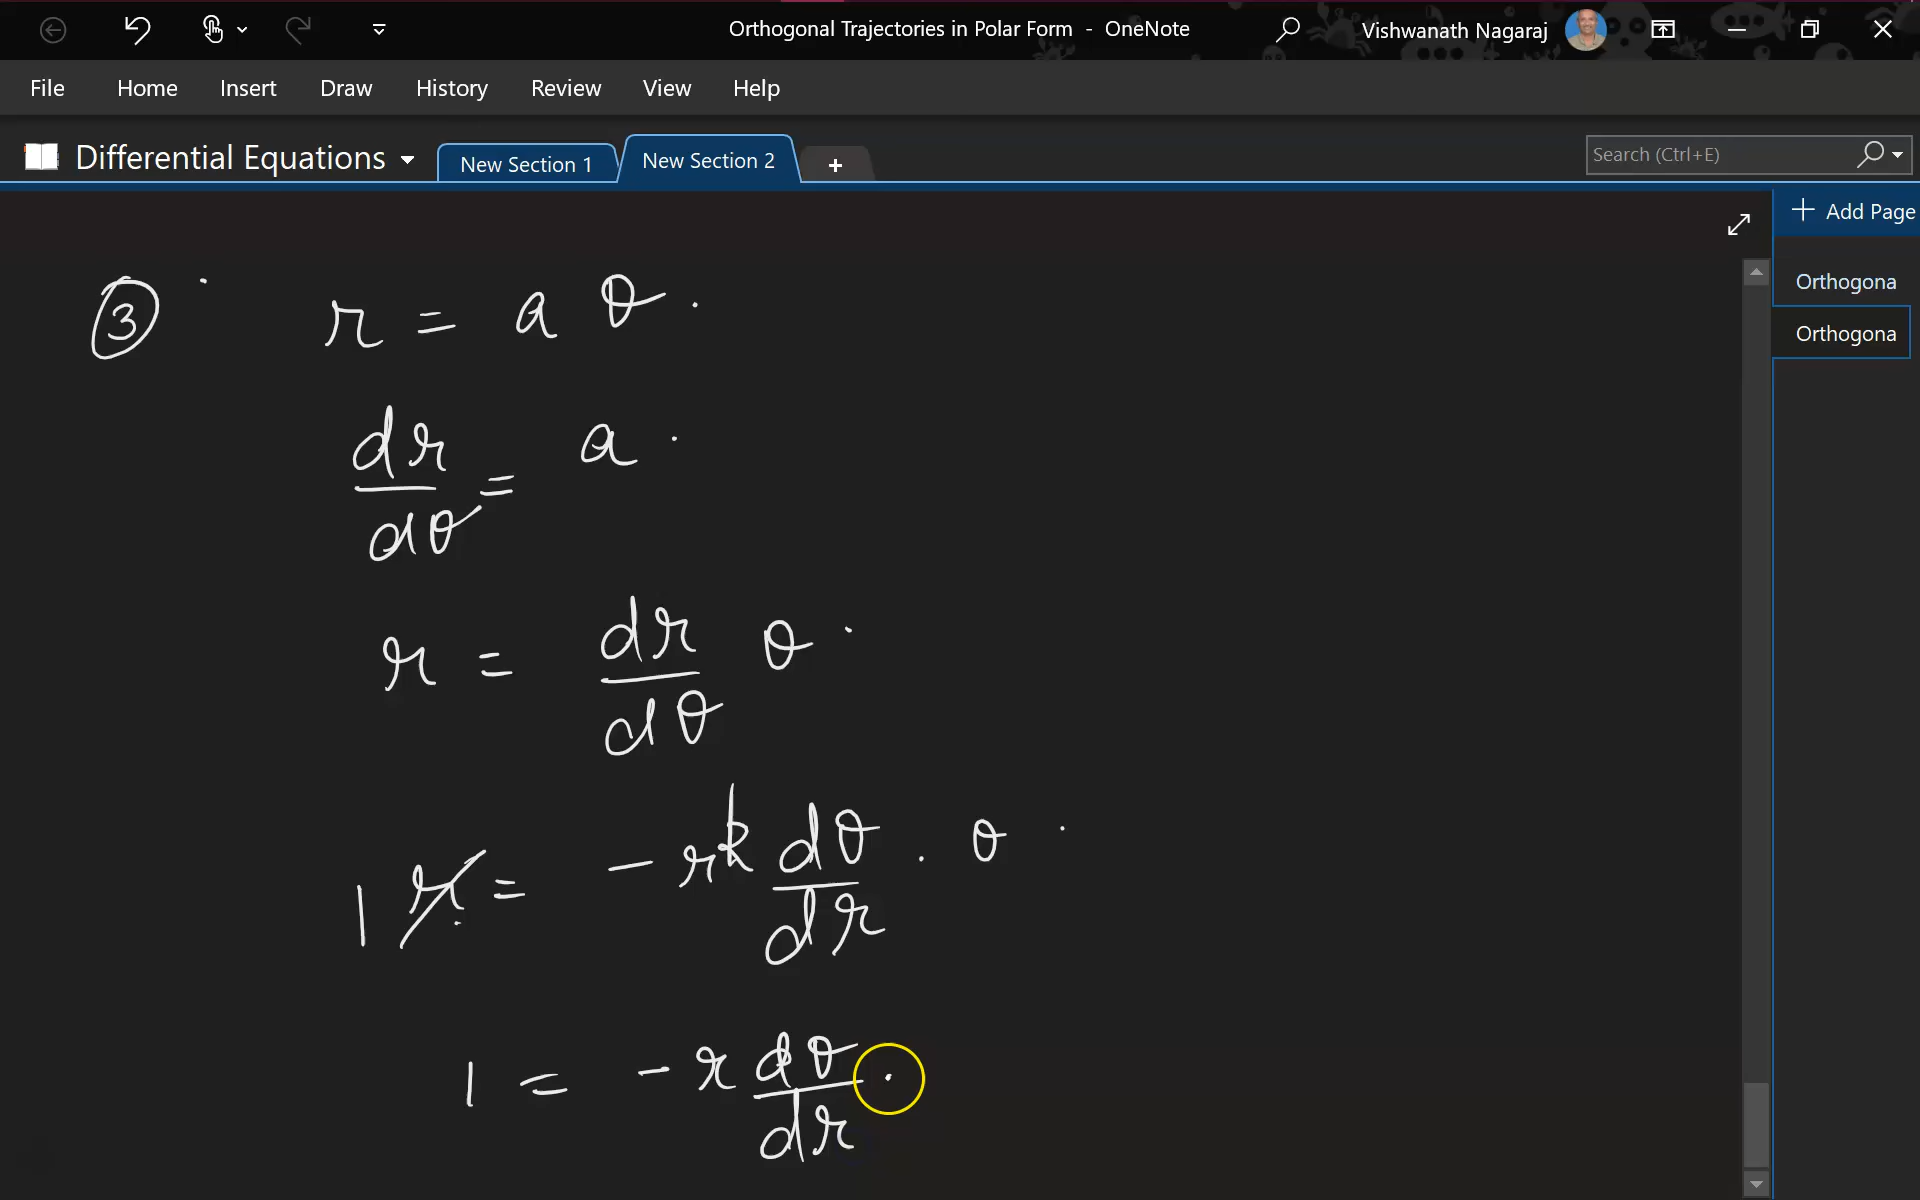 Orthogonal Trajectories in Polar Form - OneNote
Vishwanath Nagaraj
File Home Insert Draw History Review View Help
Differential Equations
New Section 1
New Section 2
+
Search (Ctrl+E)
+ Add Page
Orthogona
Orthogona
③ r = a θ.
dr/dθ = a.
r = dr/dθ θ.
1 r = - r² dθ/dr . θ .
1 = - r dθ/dr .